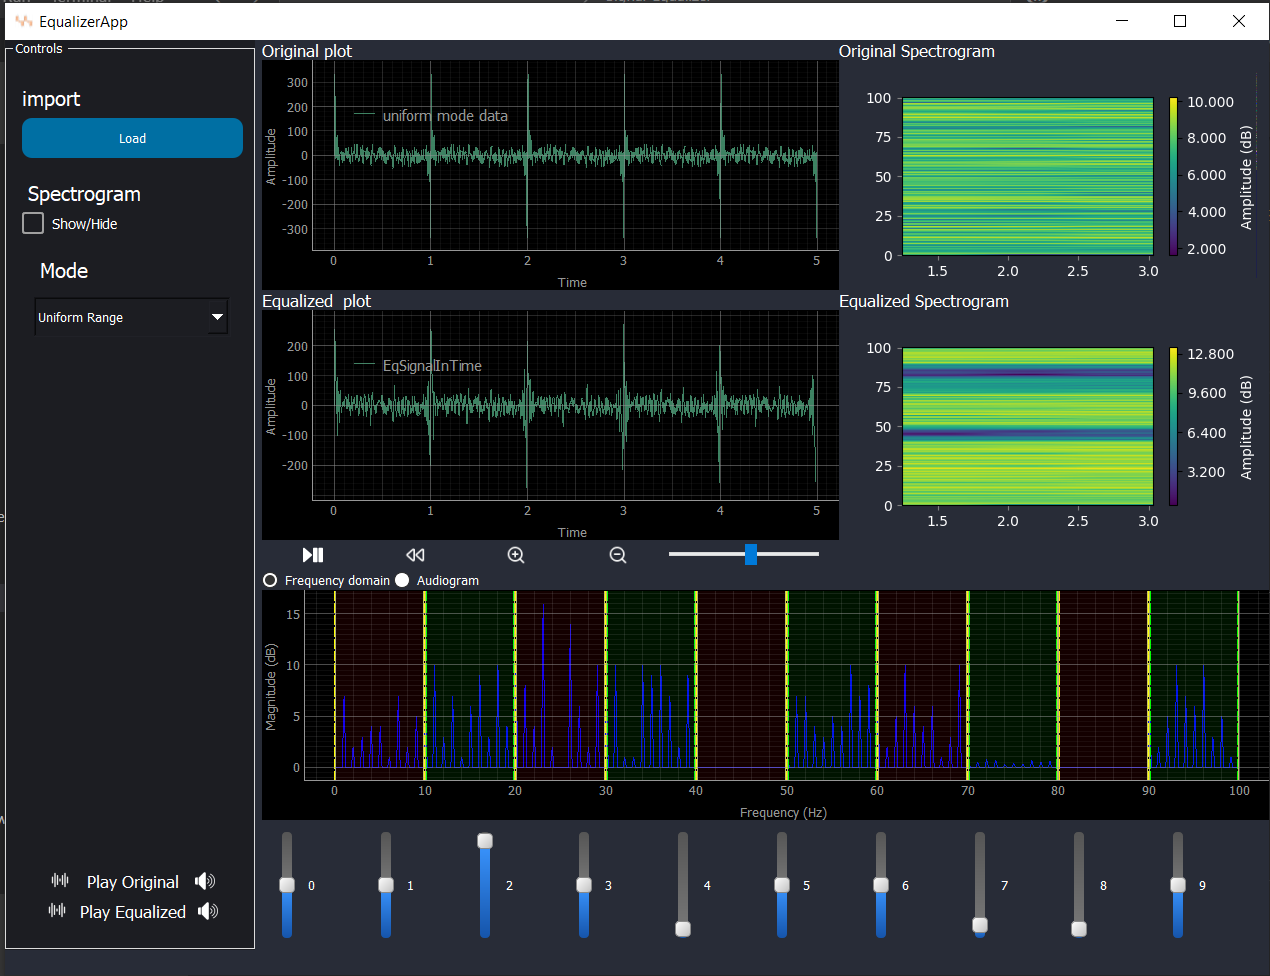 EqualizerApp
Controls
import
Load
Spectrogram
Show/Hide
Mode
Uniform Range
Play Original
Play Equalized
Original plot
uniform mode data
Amplitude
300
200
100
0
-100
-200
-300
0 1 2 3 4 5
Time
Original Spectrogram
100
75
50
25
0
1.5 2.0 2.5 3.0
10.000
8.000
6.000
4.000
2.000
Amplitude (dB)
Equalized plot
EqSignalInTime
Amplitude
200
100
0
-100
-200
0 1 2 3 4 5
Time
Equalized Spectrogram
100
75
50
25
0
1.5 2.0 2.5 3.0
12.800
9.600
6.400
3.200
Amplitude (dB)
Frequency domain Audiogram
Magnitude (dB)
15
10
5
0
0 10 20 30 40 50 60 70 80 90 100
Frequency (Hz)
0 1 2 3 4 5 6 7 8 9